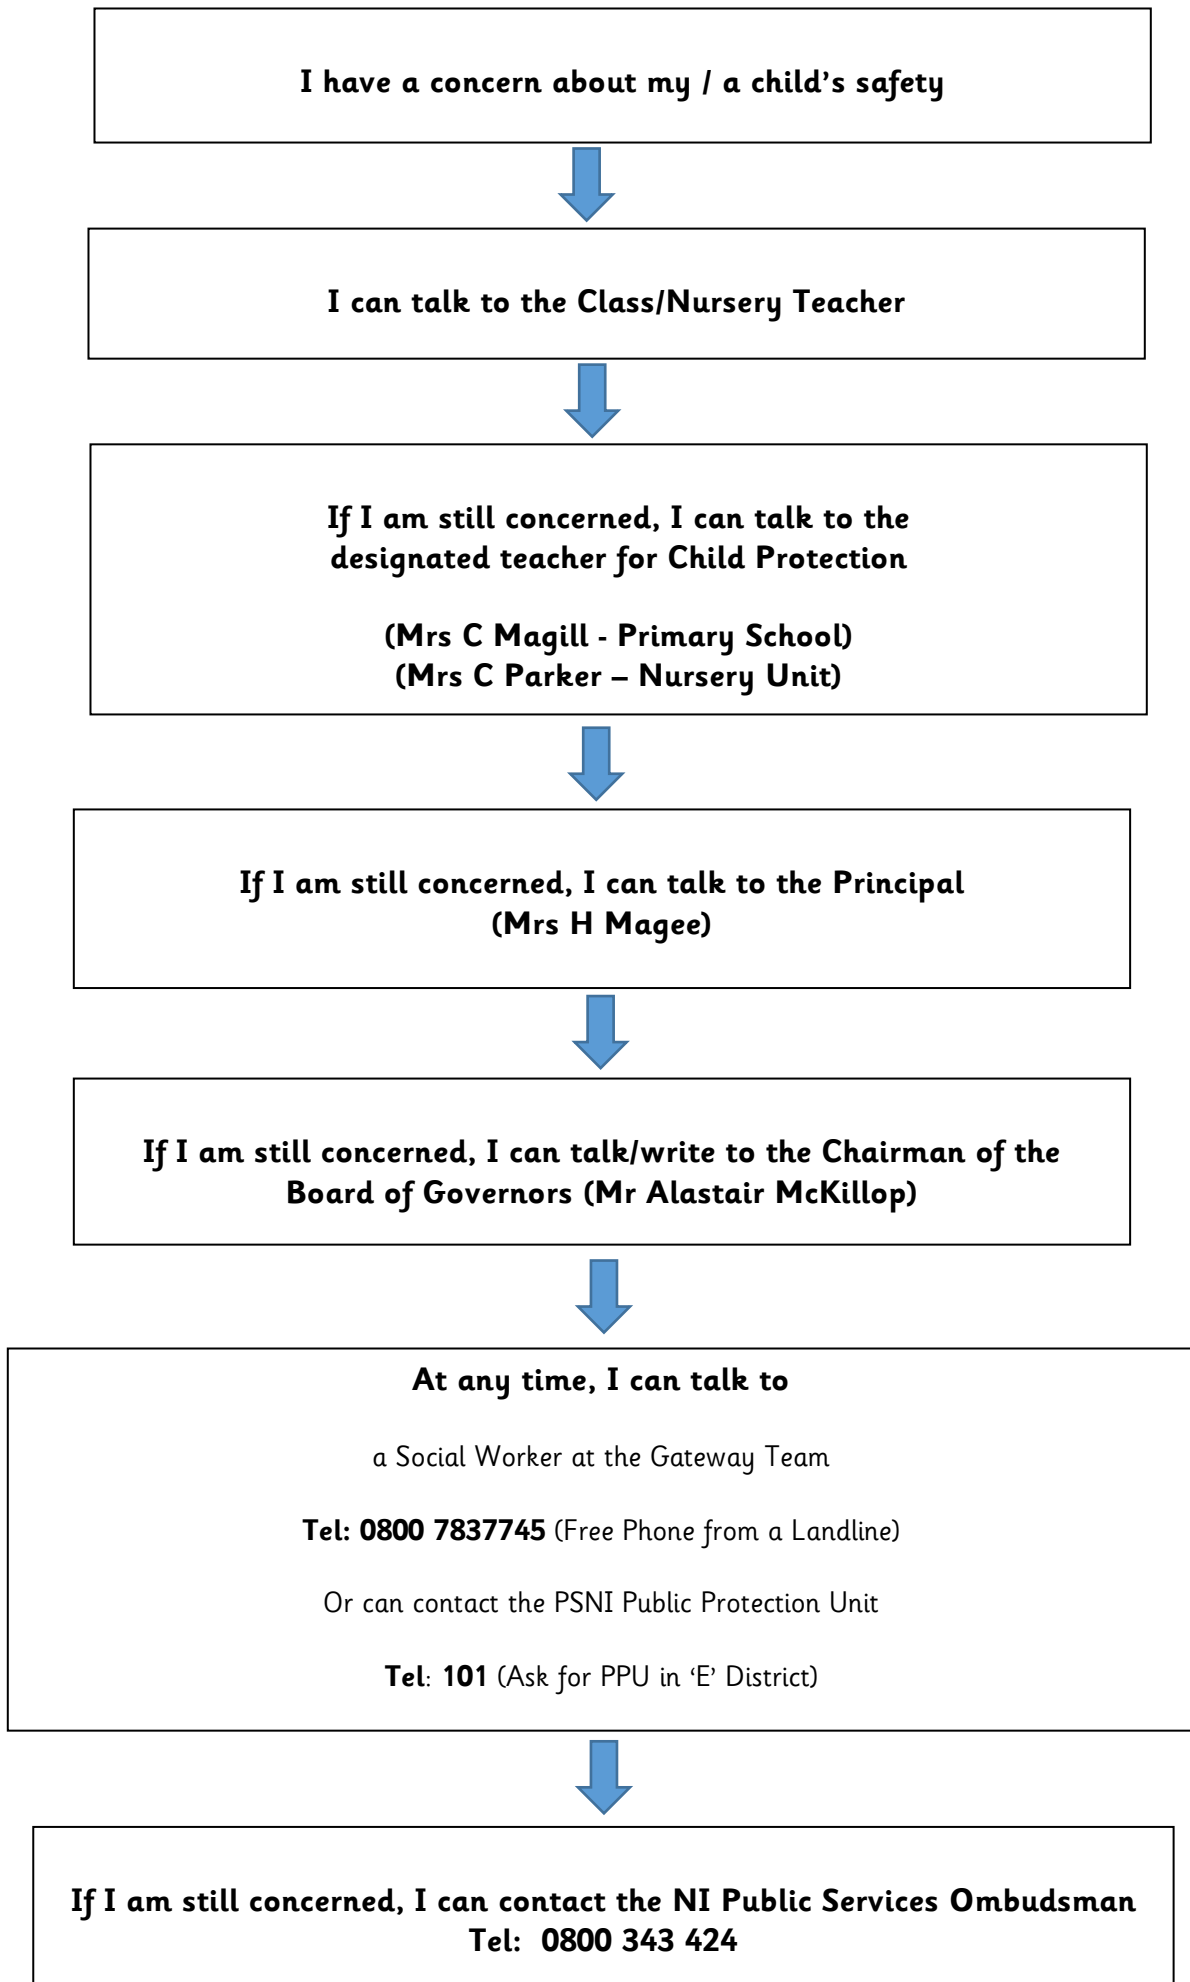 I have a concern about my / a child's safety
I can talk to the Class/Nursery Teacher
If I am still concerned, I can talk to the
designated teacher for Child Protection
(Mrs C Magill - Primary School)
(Mrs C Parker – Nursery Unit)
If I am still concerned, I can talk to the Principal
(Mrs H Magee)
If I am still concerned, I can talk/write to the Chairman of the
Board of Governors (Mr Alastair McKillop)
At any time, I can talk to
a Social Worker at the Gateway Team
Tel: 0800 7837745 (Free Phone from a Landline)
Or can contact the PSNI Public Protection Unit
Tel: 101 (Ask for PPU in ‘E’ District)
If I am still concerned, I can contact the NI Public Services Ombudsman
Tel: 0800 343 424